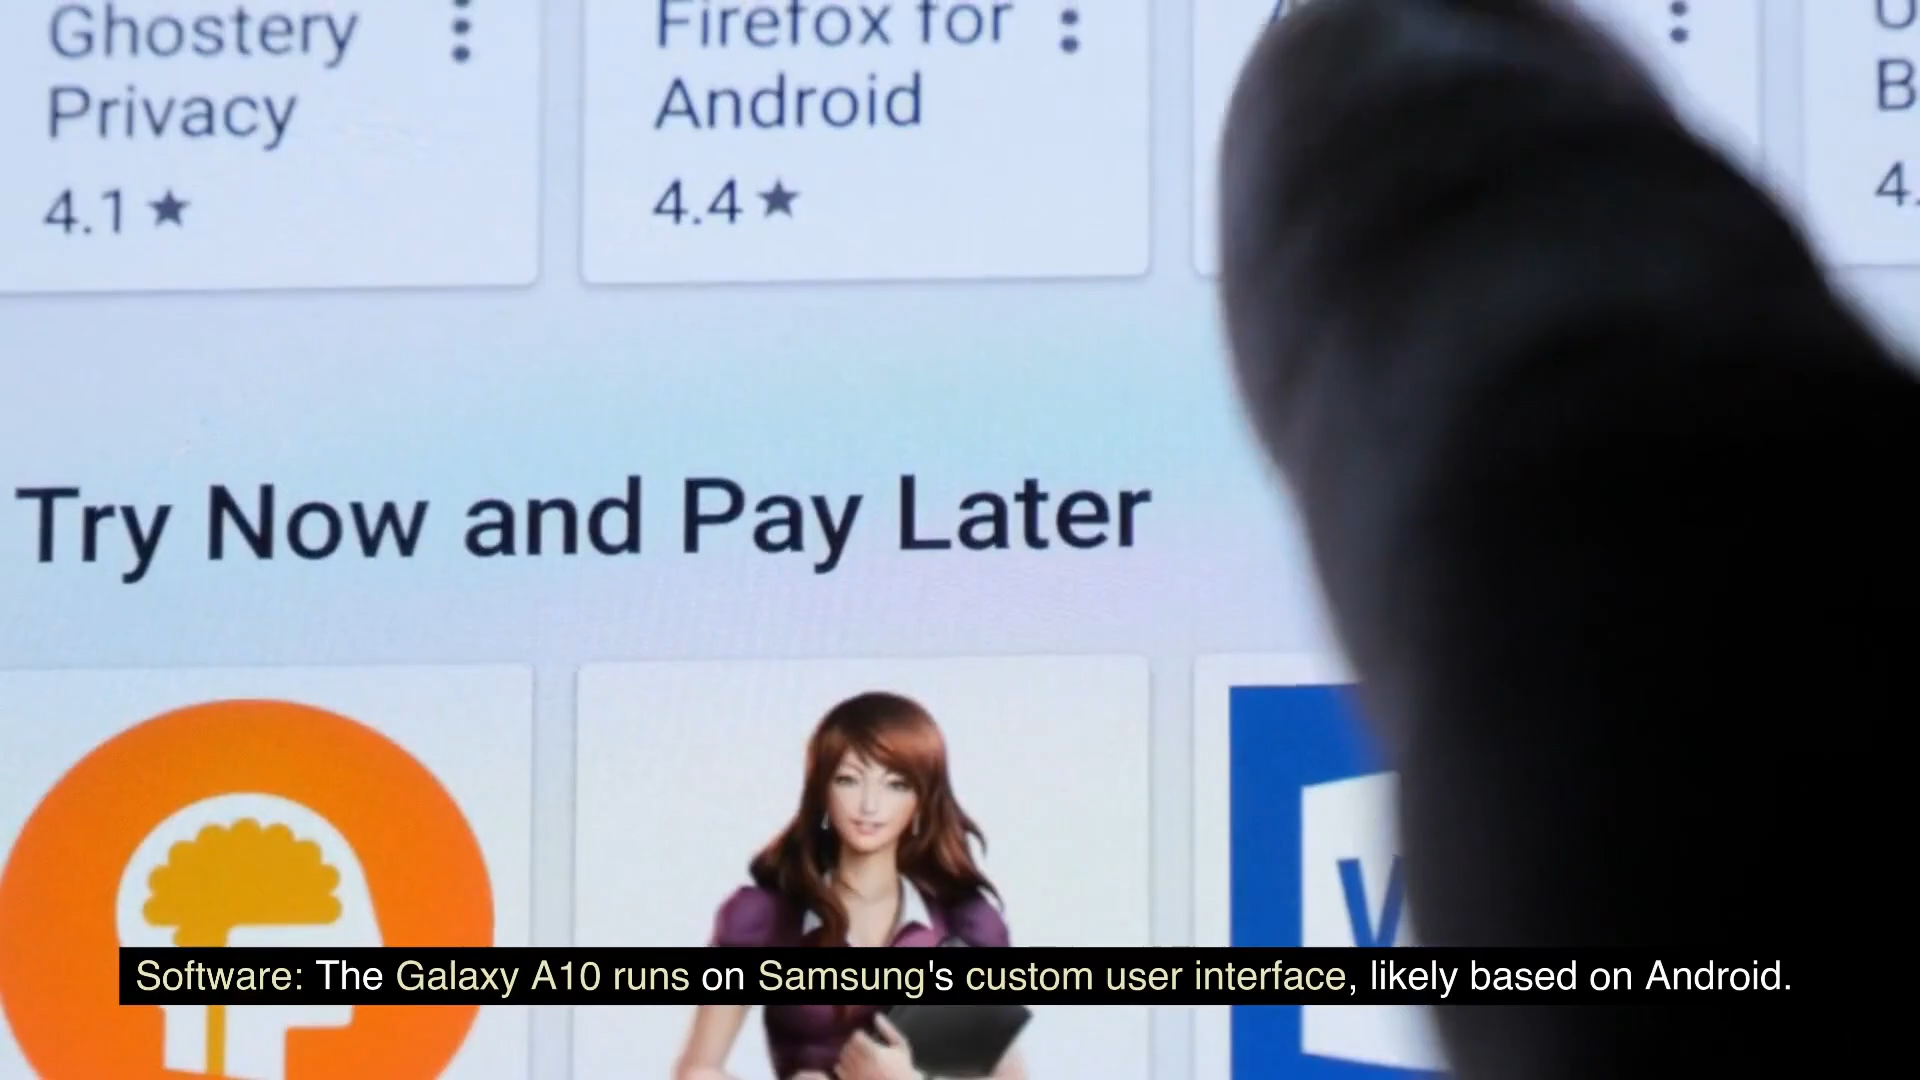 Ghostery
Privacy
4.1 ★
Firefox for
Android
4.4 ★
Try Now and Pay Later
Software: The Galaxy A10 runs on Samsung's custom user interface, likely based on Android.